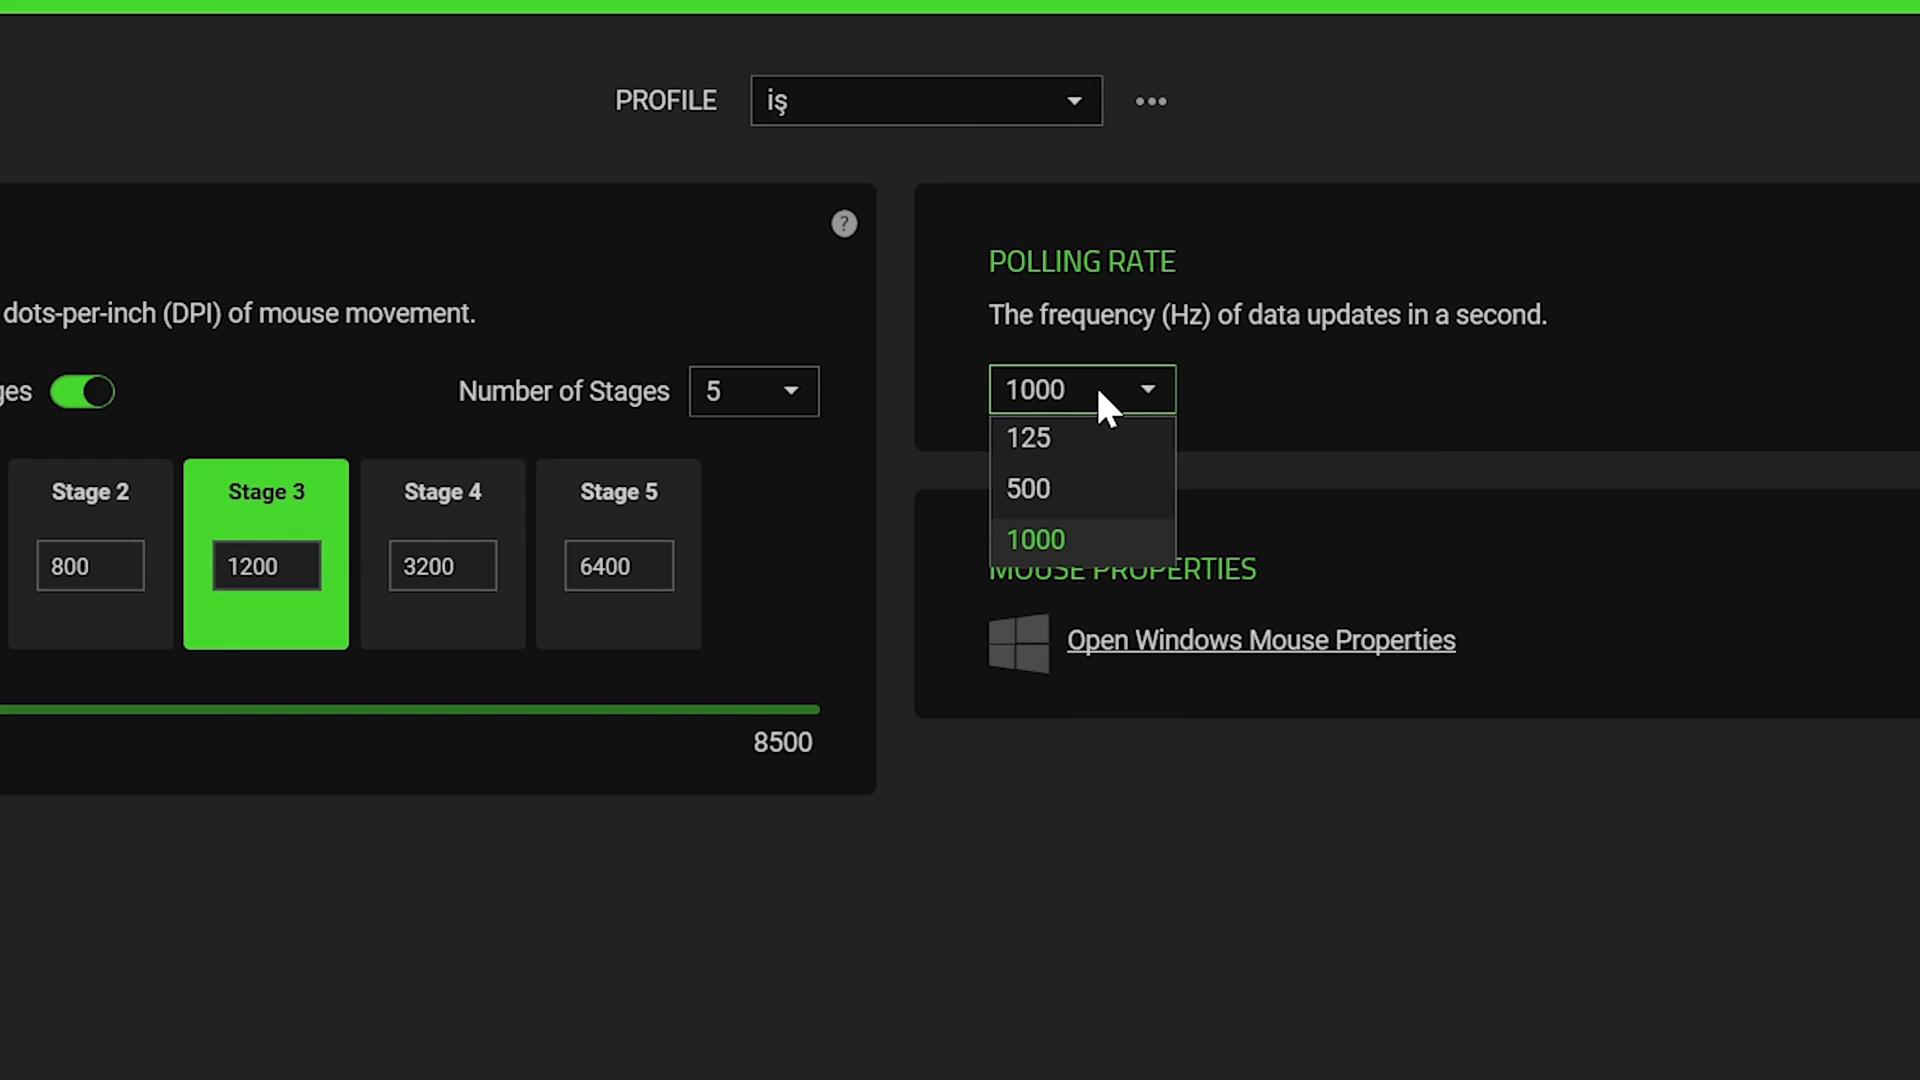 PROFILE
iş
?
dots-per-inch (DPI) of mouse movement.
ges
Number of Stages
5
Stage 2
Stage 3
Stage 4
Stage 5
800
1200
3200
6400
8500
POLLING RATE
The frequency (Hz) of data updates in a second.
1000
125
500
1000
MOUSE PROPERTIES
Open Windows Mouse Properties